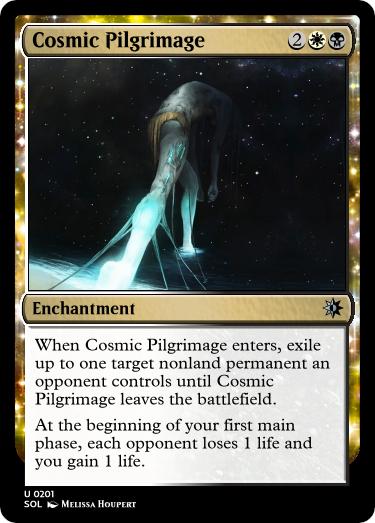 Cosmic Pilgrimage 2
Enchantment
When Cosmic Pilgrimage enters, exile
up to one target nonland permanent an
opponent controls until Cosmic
Pilgrimage leaves the battlefield.
At the beginning of your first main
phase, each opponent loses 1 life and
you gain 1 life.
U 0201
SOL Melissa Houpert